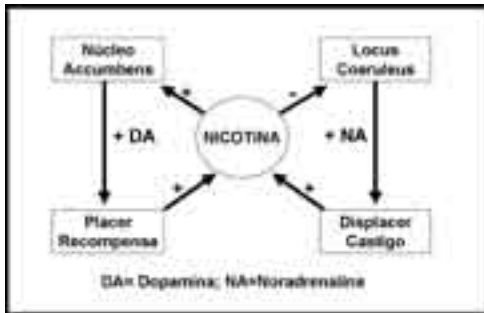 Núcleo
Accumbens
Locus
Coeruleus
+
-
+ DA
NICOTINA
+ NA
+
+
Placer
Recompensa
Displacer
Castigo
DA= Dopamina; NA=Noradrenalina